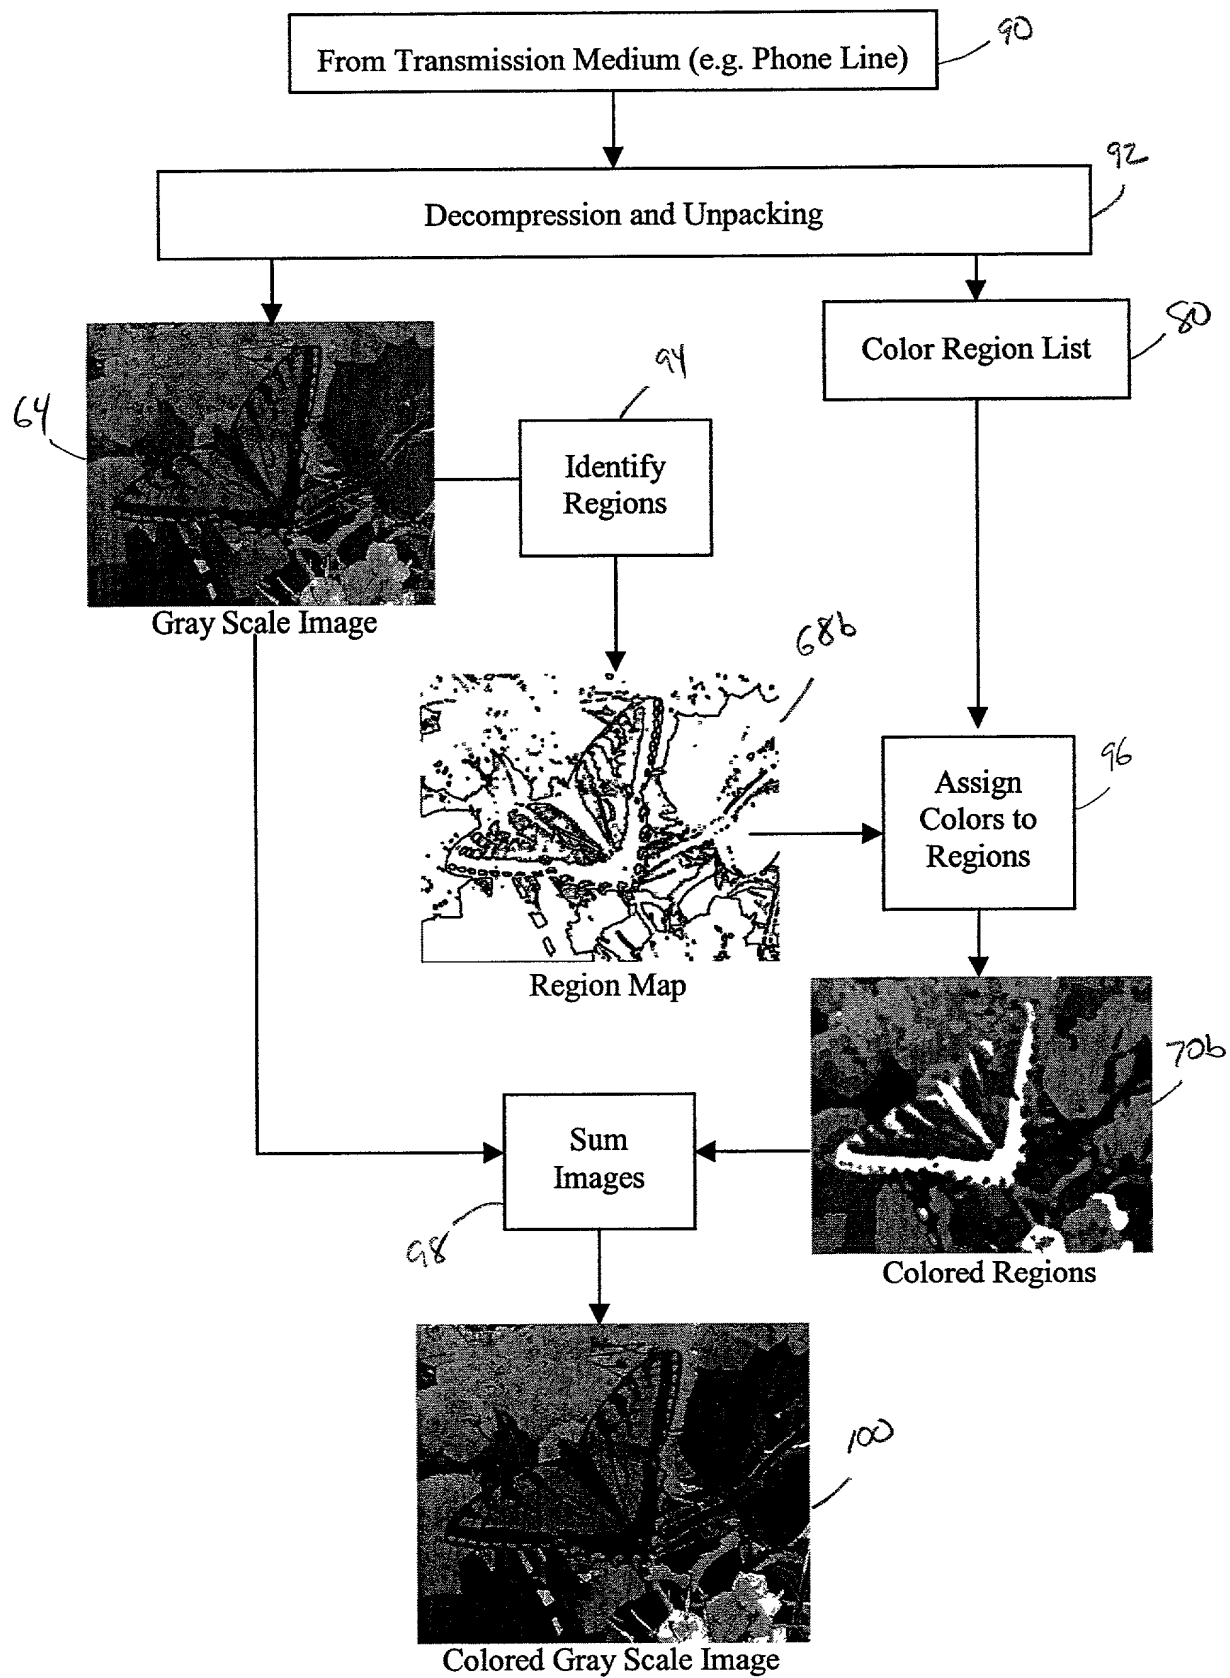 From Transmission Medium (e.g. Phone Line)
90
Decompression and Unpacking
92
Color Region List
80
64
94
Identify
Regions
Gray Scale Image
68b
Assign
Colors to
Regions
96
Region Map
70b
Sum
Images
98
Colored Regions
100
Colored Gray Scale Image